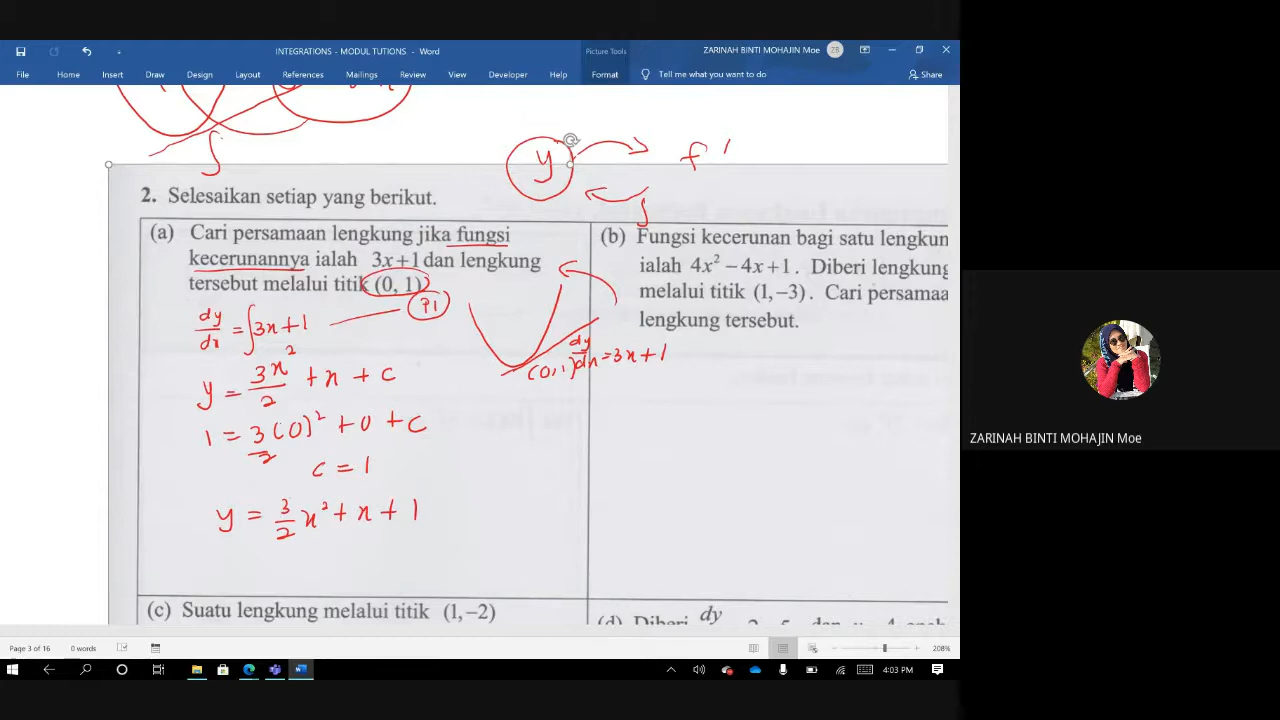 INTEGRATIONS - MODUL TUTIONS - Word
Picture Tools
ZARINAH BINTI MOHAJIN Moe
ZB
File Home Insert Draw Design Layout References Mailings Review View Developer Help Format Tell me what you want to do Share
y f'
∫
∫
2. Selesaikan setiap yang berikut.
(a) Cari persamaan lengkung jika fungsi
kecerunannya ialah 3x+1 dan lengkung
tersebut melalui titik (0, 1)
dy/dx = ∫3x+1
y = 3x²/2 + x + c
1 = 3(0)²/2 + 0 + c
c = 1
y = 3/2 x² + x + 1
(0,1) dy/dx = 3x+1
(b) Fungsi kecerunan bagi satu lengkun
ialah 4x² – 4x + 1. Diberi lengkung
melalui titik (1, –3). Cari persamaa
lengkung tersebut.
(c) Suatu lengkung melalui titik (1, –2)
(d) Diberi dy
Page 3 of 16
0 words
208%
4:03 PM
ZARINAH BINTI MOHAJIN Moe